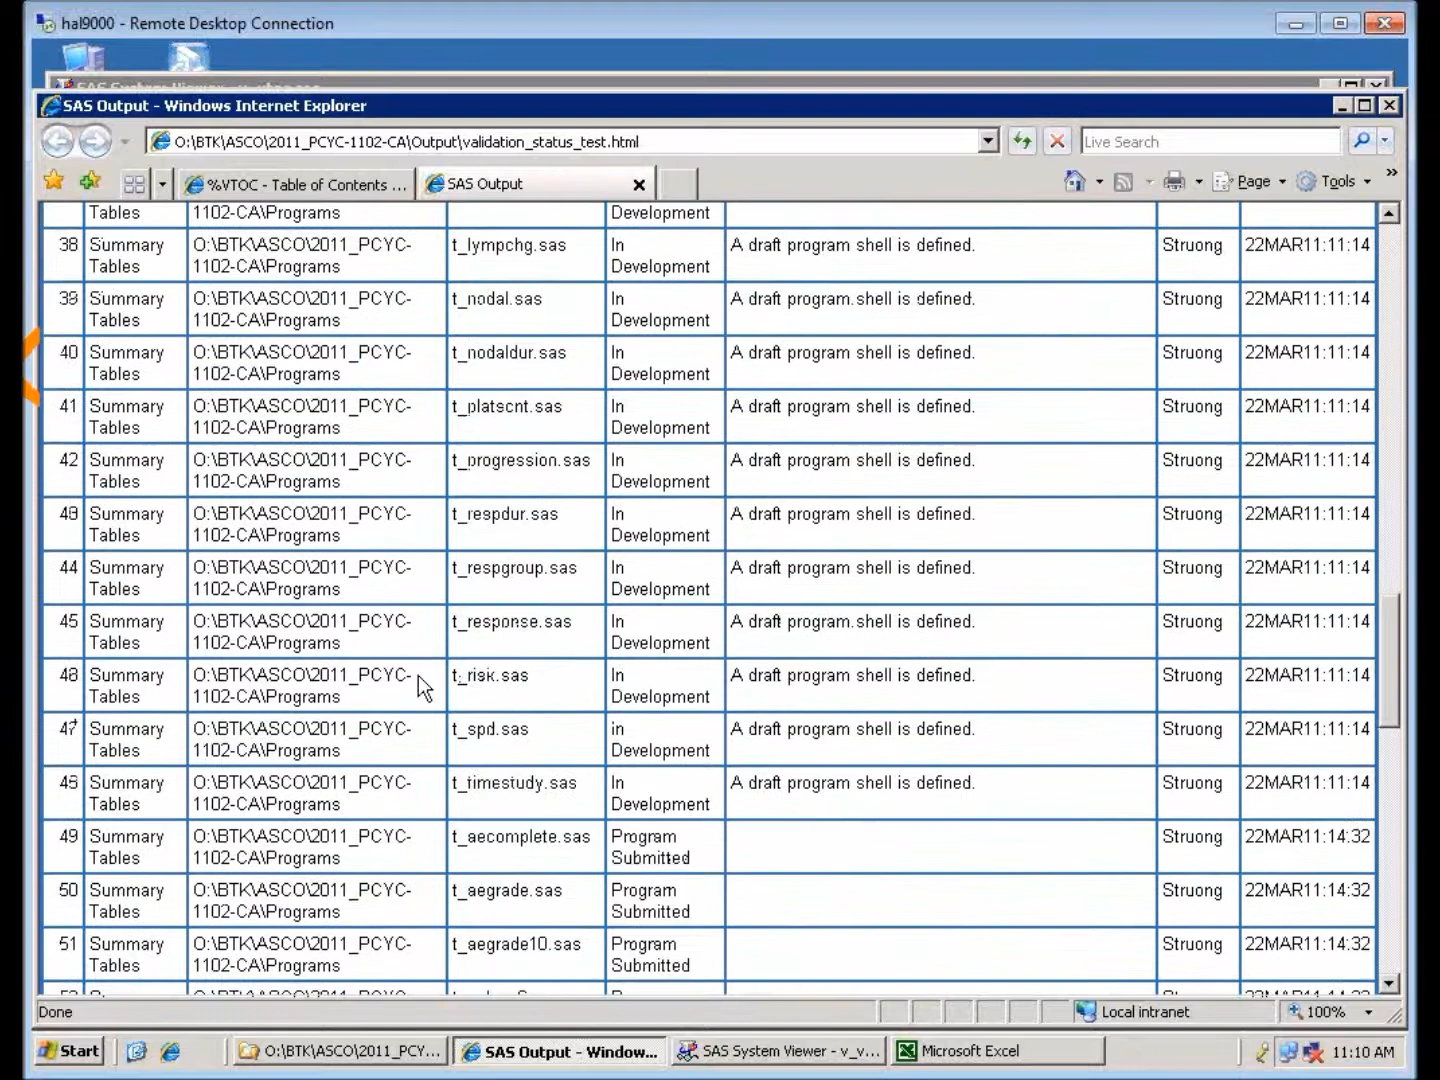 hal9000 - Remote Desktop Connection
SAS Output - Windows Internet Explorer
O:\BTK\ASCO\2011_PCYC-1102-CA\Output\validation_status_test.html
Live Search
%VTOC - Table of Contents ...
SAS Output
Page
Tools
Tables 1102-CA\Programs Development
38 Summary O:\BTK\ASCO\2011_PCYC- t_lympchg.sas In A draft program shell is defined. Struong 22MAR11:11:14
Tables 1102-CA\Programs Development
39 Summary O:\BTK\ASCO\2011_PCYC- t_nodal.sas In A draft program shell is defined. Struong 22MAR11:11:14
Tables 1102-CA\Programs Development
40 Summary O:\BTK\ASCO\2011_PCYC- t_nodaldur.sas In A draft program shell is defined. Struong 22MAR11:11:14
Tables 1102-CA\Programs Development
41 Summary O:\BTK\ASCO\2011_PCYC- t_platscnt.sas In A draft program shell is defined. Struong 22MAR11:11:14
Tables 1102-CA\Programs Development
42 Summary O:\BTK\ASCO\2011_PCYC- t_progression.sas In A draft program shell is defined. Struong 22MAR11:11:14
Tables 1102-CA\Programs Development
Summary O:\BTK\ASCO\2011_PCYC- t_respdur.sas In A draft program shell is defined. Struong 22MAR11:11:14
Tables 1102-CA\Programs Development
44 Summary O:\BTK\ASCO\2011_PCYC- t_respgroup.sas In A draft program shell is defined. Struong 22MAR11:11:14
Tables 1102-CA\Programs Development
45 Summary O:\BTK\ASCO\2011_PCYC- t_response.sas In A draft program shell is defined. Struong 22MAR11:11:14
Tables 1102-CA\Programs Development
Summary O:\BTK\ASCO\2011_PCYC- t_risk.sas In A draft program shell is defined. Struong 22MAR11:11:14
Tables 1102-CA\Programs Development
47 Summary O:\BTK\ASCO\2011_PCYC- t_spd.sas in A draft program shell is defined. Struong 22MAR11:11:14
Tables 1102-CA\Programs Development
Summary O:\BTK\ASCO\2011_PCYC- t_timestudy.sas In A draft program shell is defined. Struong 22MAR11:11:14
Tables 1102-CA\Programs Development
49 Summary O:\BTK\ASCO\2011_PCYC- t_aecomplete.sas Program Struong 22MAR11:14:32
Tables 1102-CA\Programs Submitted
50 Summary O:\BTK\ASCO\2011_PCYC- t_aegrade.sas Program Struong 22MAR11:14:32
Tables 1102-CA\Programs Submitted
51 Summary O:\BTK\ASCO\2011_PCYC- t_aegrade10.sas Program Struong 22MAR11:14:32
Tables 1102-CA\Programs Submitted
Done
Local intranet
100%
Start
O:\BTK\ASCO\2011_PCY...
SAS Output - Window...
SAS System Viewer - v_v...
Microsoft Excel
11:10 AM